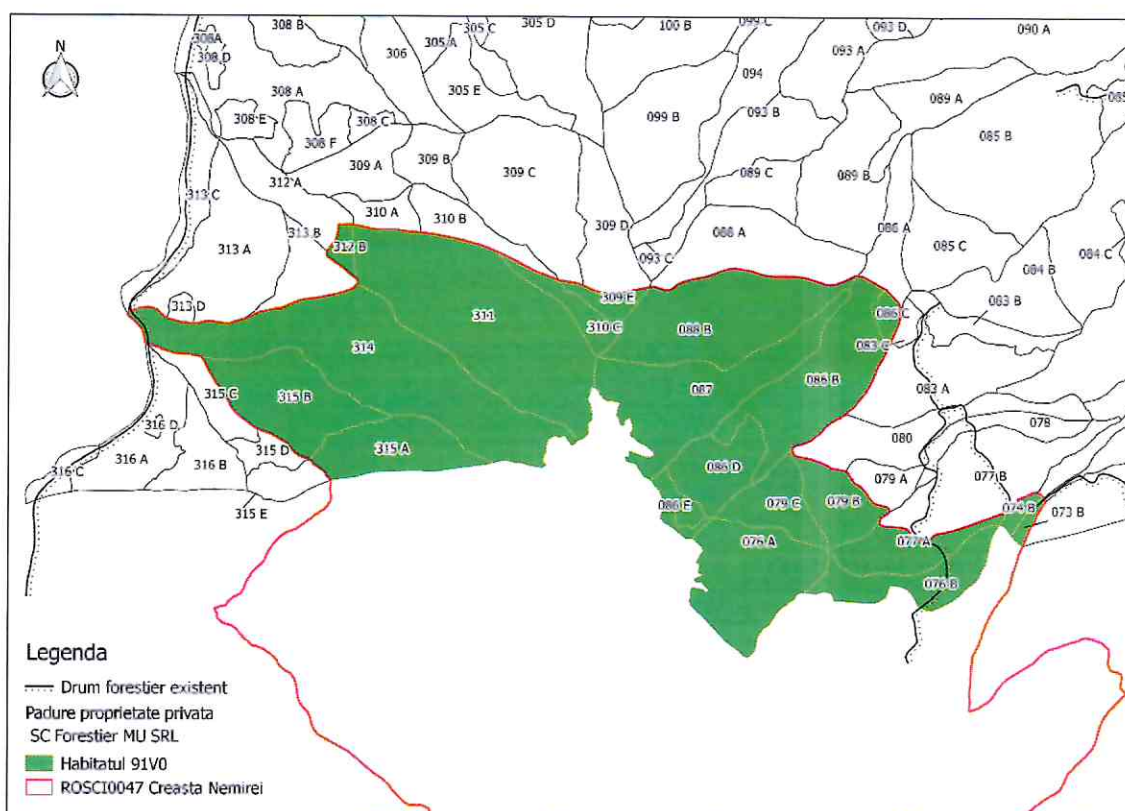 308 B
305 C
305 D
100 B
099 C
093 D
090 A
308A
306
305 A
093 A
308 D
094
308 A
305 E
089 A
308 E
308 C
099 B
093 B
085 B
308 F
309 A
309 B
309 C
089 C
089 B
312 A
313 C
310 A
310 B
309 D
088 A
086 A
313 B
312 B
313 A
093 C
085 C
084 B
084 C
309 E
083 B
313 D
311
310 C
088 B
086 C
314
083 C
087
086 B
083 A
315 C
315 B
316 D
080
078
315 A
315 D
316 C
316 A
316 B
086 D
079 A
077 B
315 E
086 E
079 C
079 B
074 B
073 B
076 A
077 A
076 B
N
Legenda
Drum forestier existent
Padure proprietate privata
SC Forestier MU SRL
Habitatul 91V0
ROSCI0047 Creasta Nemirei